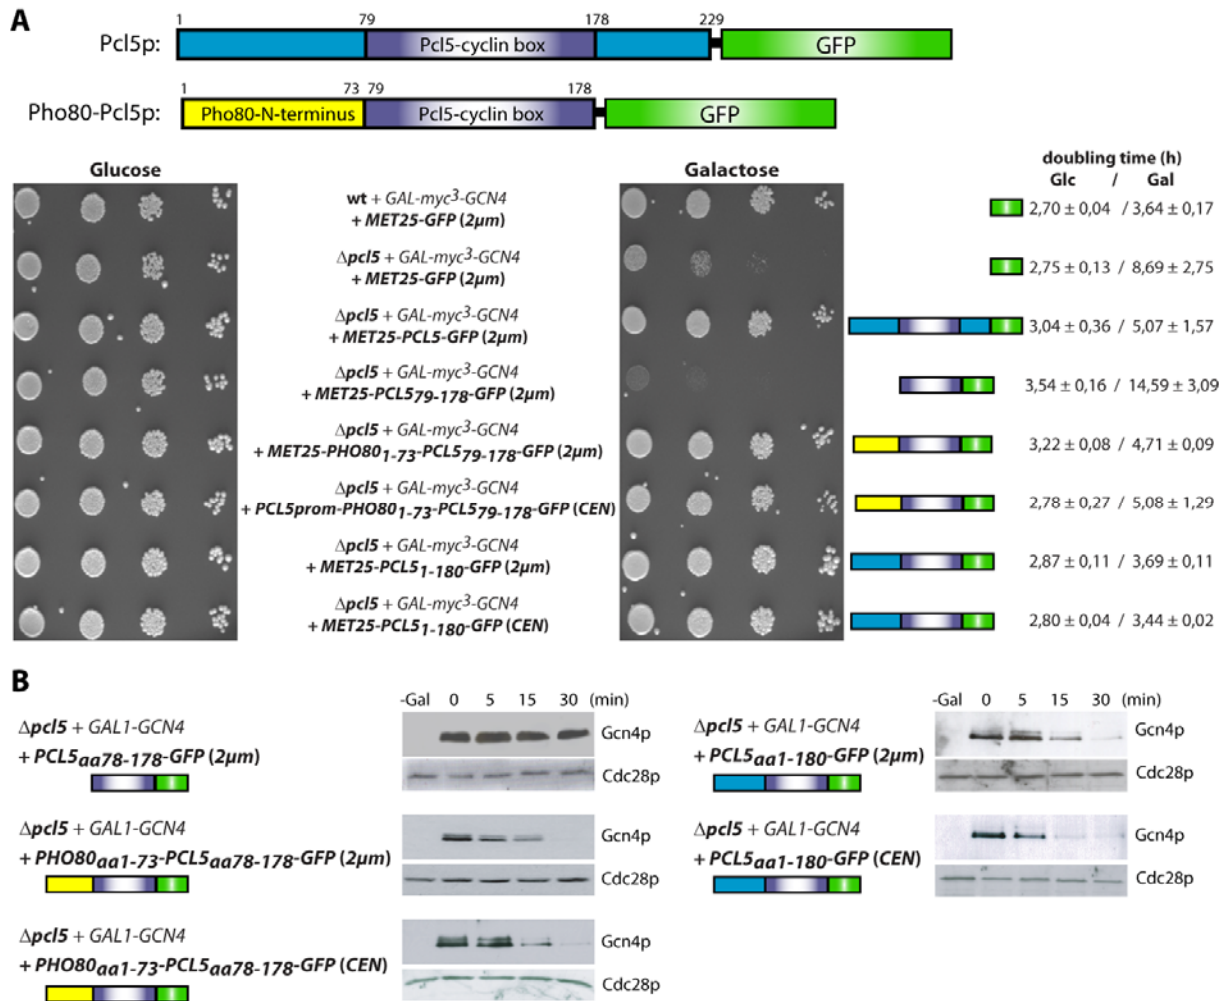 A
1 79 178 229
Pcl5p: Pcl5-cyclin box GFP
1 73 79 178
Pho80-Pcl5p: Pho80-N-terminus Pcl5-cyclin box GFP
Glucose
Galactose
doubling time (h)
Glc / Gal
wt + GAL-myc3-GCN4
+ MET25-GFP (2µm)
2,70 ± 0,04 / 3,64 ± 0,17
Δpcl5 + GAL-myc3-GCN4
+ MET25-GFP (2µm)
2,75 ± 0,13 / 8,69 ± 2,75
Δpcl5 + GAL-myc3-GCN4
+ MET25-PCL5-GFP (2µm)
3,04 ± 0,36 / 5,07 ± 1,57
Δpcl5 + GAL-myc3-GCN4
+ MET25-PCL579-178-GFP (2µm)
3,54 ± 0,16 / 14,59 ± 3,09
Δpcl5 + GAL-myc3-GCN4
+ MET25-PHO801-73-PCL579-178-GFP (2µm)
3,22 ± 0,08 / 4,71 ± 0,09
Δpcl5 + GAL-myc3-GCN4
+ PCL5prom-PHO801-73-PCL579-178-GFP (CEN)
2,78 ± 0,27 / 5,08 ± 1,29
Δpcl5 + GAL-myc3-GCN4
+ MET25-PCL51-180-GFP (2µm)
2,87 ± 0,11 / 3,69 ± 0,11
Δpcl5 + GAL-myc3-GCN4
+ MET25-PCL51-180-GFP (CEN)
2,80 ± 0,04 / 3,44 ± 0,02
B
-Gal 0 5 15 30 (min)
Δpcl5 + GAL1-GCN4
+ PCL5aa78-178-GFP (2µm)
Gcn4p
Cdc28p
Δpcl5 + GAL1-GCN4
+ PHO80aa1-73-PCL5aa78-178-GFP (2µm)
Gcn4p
Cdc28p
Δpcl5 + GAL1-GCN4
+ PHO80aa1-73-PCL5aa78-178-GFP (CEN)
Gcn4p
Cdc28p
-Gal 0 5 15 30 (min)
Δpcl5 + GAL1-GCN4
+ PCL5aa1-180-GFP (2µm)
Gcn4p
Cdc28p
Δpcl5 + GAL1-GCN4
+ PCL5aa1-180-GFP (CEN)
Gcn4p
Cdc28p